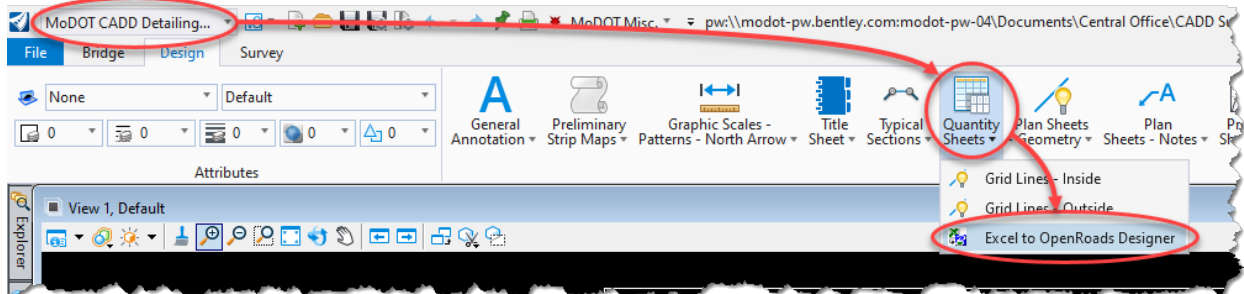 MoDOT CADD Detailing...
MoDOT Misc.
pw:\\modot-pw.bentley.com:modot-pw-04\Documents\Central Office\CADD
File
Bridge
Design
Survey
None
Default
0
0
0
0
0
Attributes
General
Annotation
Preliminary
Strip Maps
Graphic Scales -
Patterns - North Arrow
Title
Sheet
Typical
Sections
Quantity
Sheets
Plan Sheets
- Geometry
Plan
Sheets - Notes
Grid Lines - Inside
Grid Lines - Outside
Excel to OpenRoads Designer
View 1, Default
Explorer